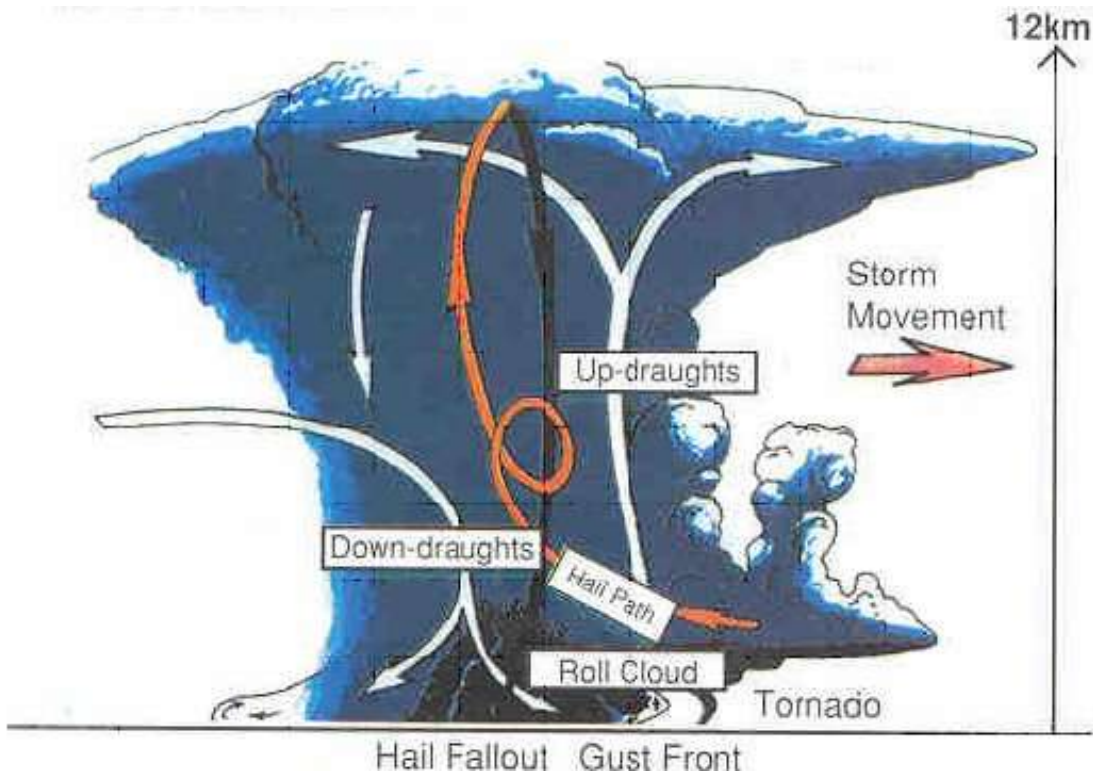 12km
Storm
Movement
Up-draughts
Down-draughts
Hail Path
Roll Cloud
Tornado
Hail Fallout Gust Front